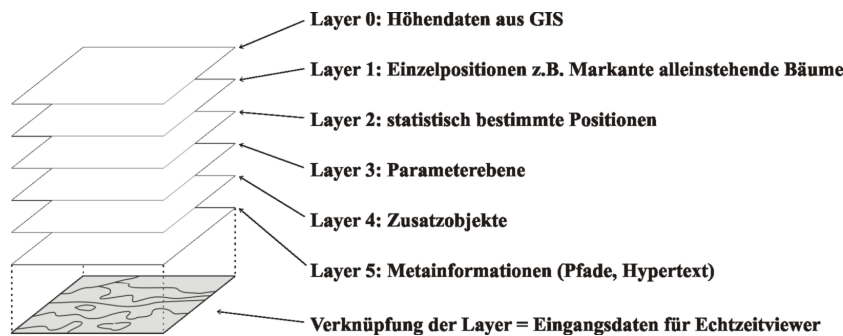 Layer 0: Höhendaten aus GIS
Layer 1: Einzelpositionen z.B. Markante alleinstehende Bäume
Layer 2: statistisch bestimmte Positionen
Layer 3: Parameterebene
Layer 4: Zusatzobjekte
Layer 5: Metainformationen (Pfade, Hypertext)
Verknüpfung der Layer = Eingangsdaten für Echtzeitviewer